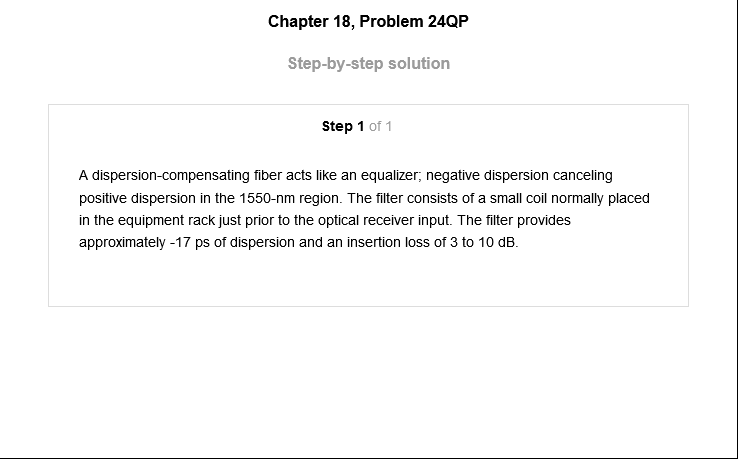 Chapter 18, Problem 24QP
Step-by-step solution
Step 1 of 1
A dispersion-compensating fiber acts like an equalizer; negative dispersion canceling
positive dispersion in the 1550-nm region. The filter consists of a small coil normally placed
in the equipment rack just prior to the optical receiver input. The filter provides
approximately -17 ps of dispersion and an insertion loss of 3 to 10 dB.